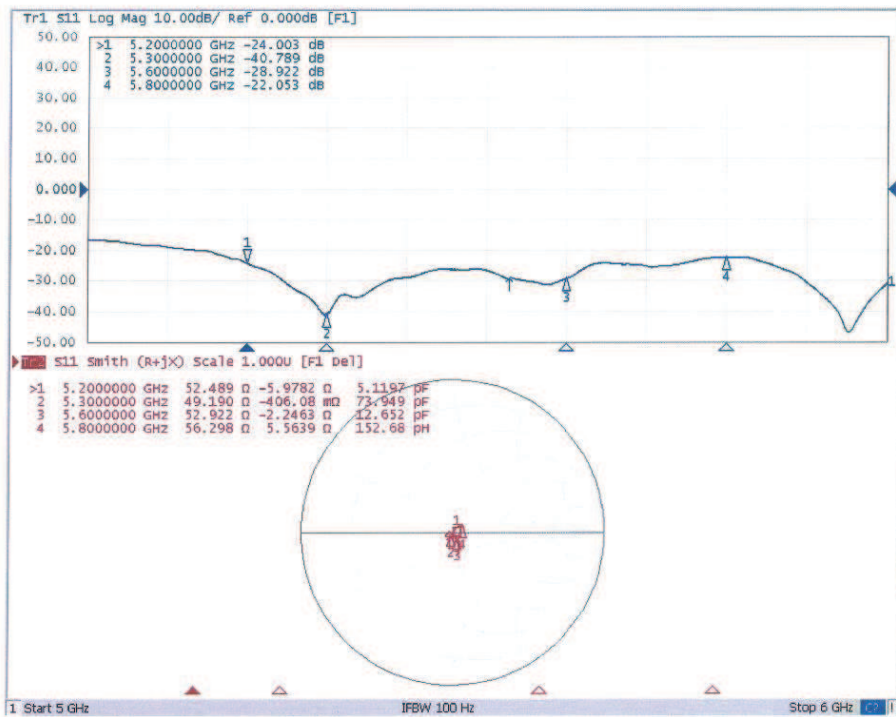 Tr1 S11 Log Mag 10.00dB/ Ref 0.000dB [F1]
50.00
>1 5.2000000 GHz -24.003 dB
2 5.3000000 GHz -40.789 dB
3 5.6000000 GHz -28.922 dB
4 5.8000000 GHz -22.053 dB
40.00
30.00
20.00
10.00
0.000
-10.00
-20.00
-30.00
-40.00
-50.00
1
2
3
4
1
Tr2 S11 Smith (R+jX) Scale 1.000U [F1 Del]
>1 5.2000000 GHz 52.489 Ω -5.9782 Ω 5.1197 pF
2 5.3000000 GHz 49.190 Ω -406.08 mΩ 73.949 pF
3 5.6000000 GHz 52.922 Ω -2.2463 Ω 12.652 pF
4 5.8000000 GHz 56.298 Ω 5.5639 Ω 152.68 pH
1
2
3
1 Start 5 GHz IFBW 100 Hz Stop 6 GHz C2